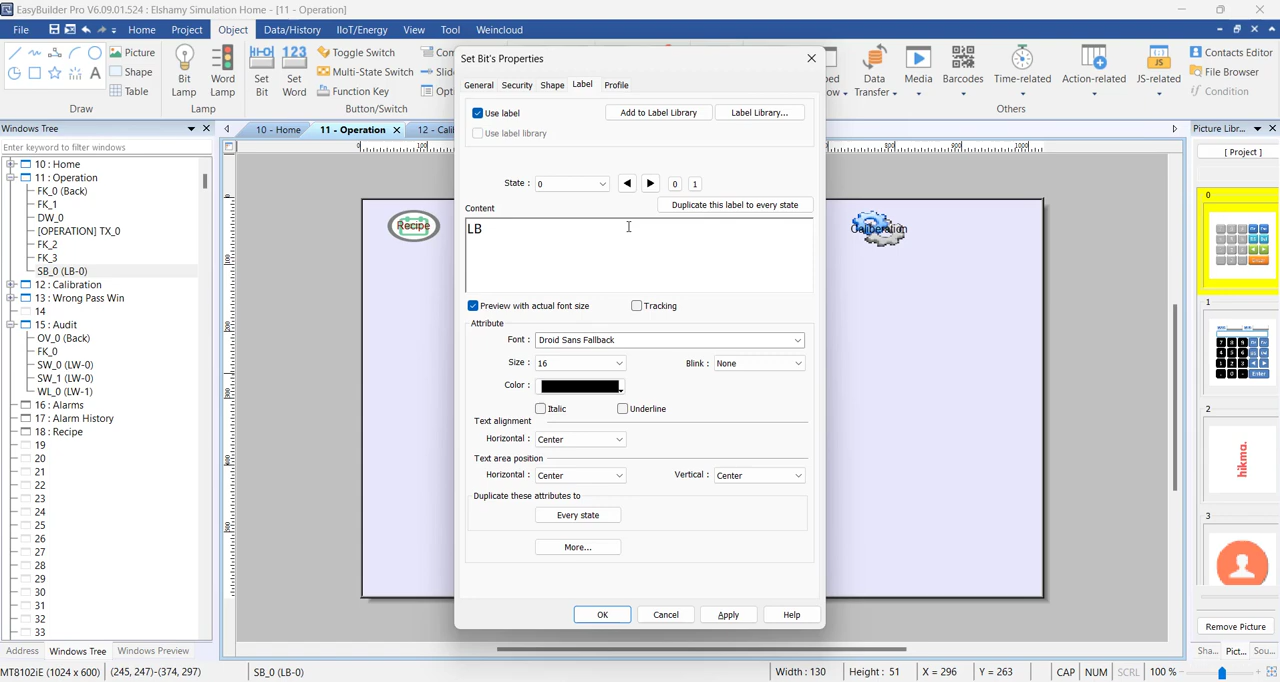 EasyBuilder Pro V6.09.01.524 : Elshamy Simulation Home - [11 - Operation]
File Home Project Object Data/History IIoT/Energy View Tool Weincloud
Picture
Shape
Table
Draw
Bit Lamp
Word Lamp
Lamp
Set Bit
Set Word
Toggle Switch
Multi-State Switch
Function Key
Button/Switch
Data Transfer
Media
Barcodes
Time-related
Action-related
JS-related
Contacts Editor
File Browser
Condition
Others
Windows Tree
Enter keyword to filter windows
10 : Home
11 : Operation
FK_0 (Back)
FK_1
DW_0
[OPERATION] TX_0
FK_2
FK_3
SB_0 (LB-0)
12 : Calibration
13 : Wrong Pass Win
14
15 : Audit
OV_0 (Back)
FK_0
SW_0 (LW-0)
SW_1 (LW-0)
WL_0 (LW-1)
16 : Alarms
17 : Alarm History
18 : Recipe
19
20
21
22
23
24
25
26
27
28
29
30
31
32
33
Address Windows Tree Windows Preview
10 - Home 11 - Operation 12 - Cali
Recipe
Caliberation
Set Bit's Properties
General Security Shape Label Profile
Use label Add to Label Library Label Library...
Use label library
State : 0 0 1
Content Duplicate this label to every state
LB
Preview with actual font size Tracking
Attribute
Font : Droid Sans Fallback
Size : 16 Blink : None
Color :
Italic Underline
Text alignment
Horizontal : Center
Text area position
Horizontal : Center Vertical : Center
Duplicate these attributes to
Every state
More...
OK Cancel Apply Help
Picture Libr...
[ Project ]
0
1
2
hikma.
3
Remove Picture
Sha... Pict... Sou...
MT8102iE (1024 x 600) (245, 247)-(374, 297) SB_0 (LB-0) Width : 130 Height : 51 X = 296 Y = 263 CAP NUM SCRL 100 %